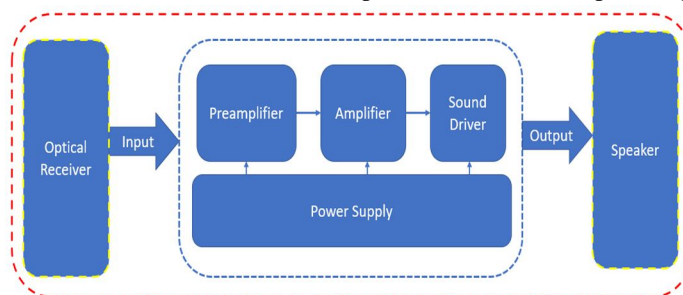 Optical
Receiver
Input
Preamplifier
Amplifier
Sound
Driver
Power Supply
Output
Speaker